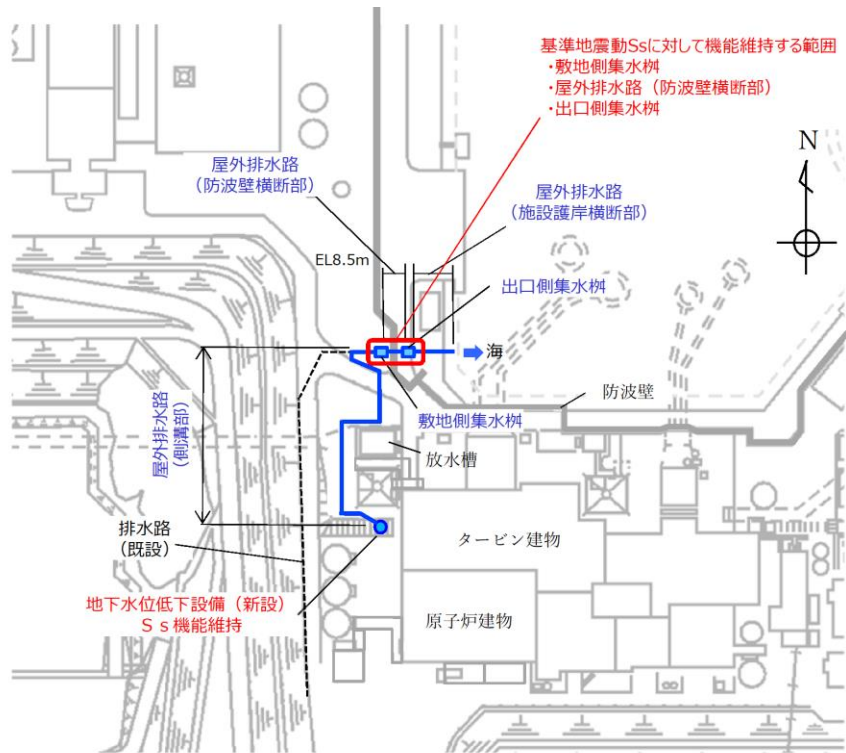 基準地震動Ssに対して機能維持する範囲
・敷地側集水桝
・屋外排水路（防波壁横断部）
・出口側集水桝
N
屋外排水路
（防波壁横断部）
屋外排水路
（施設護岸横断部）
EL8.5m
出口側集水桝
海
防波壁
敷地側集水桝
屋外排水路
（側溝部）
放水槽
排水路
（既設）
タービン建物
地下水位低下設備（新設）
Ｓｓ機能維持
原子炉建物